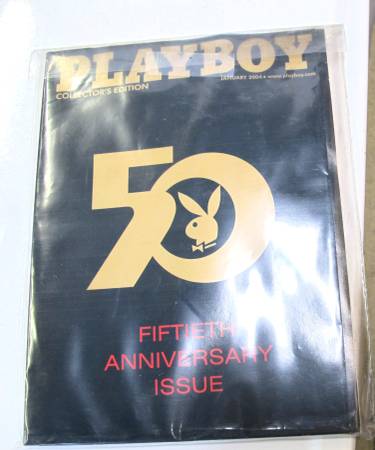 PLAYBOY
COLLECTOR'S EDITION
JANUARY 2004 • www.playboy.com
50
FIFTIETH
ANNIVERSARY
ISSUE